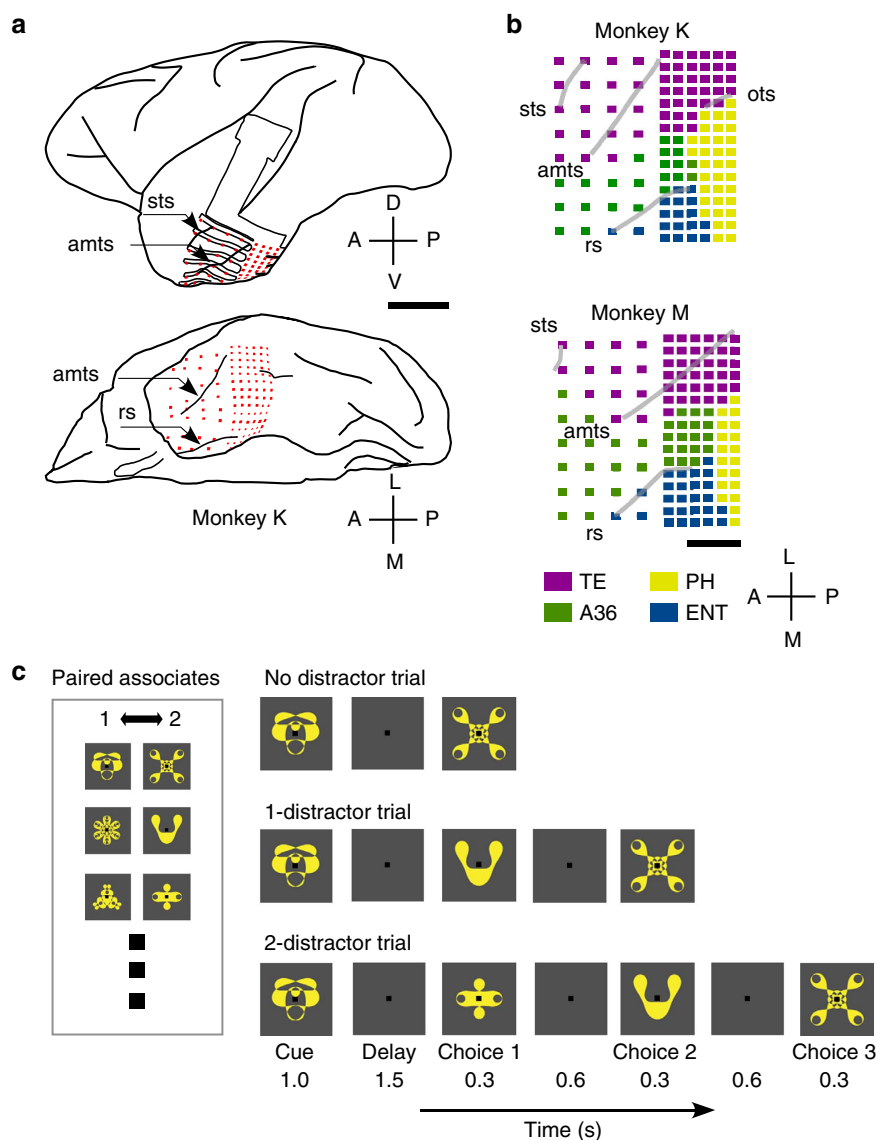 a
sts
amts
D
A
P
V
amts
rs
L
A
P
M
Monkey K
b
Monkey K
sts
ots
amts
rs
Monkey M
sts
amts
rs
TE
PH
A36
ENT
L
A
P
M
c
Paired associates
1 2
No distractor trial
1-distractor trial
2-distractor trial
Cue Delay Choice 1 Choice 2 Choice 3
1.0 1.5 0.3 0.6 0.3 0.6 0.3
Time (s)